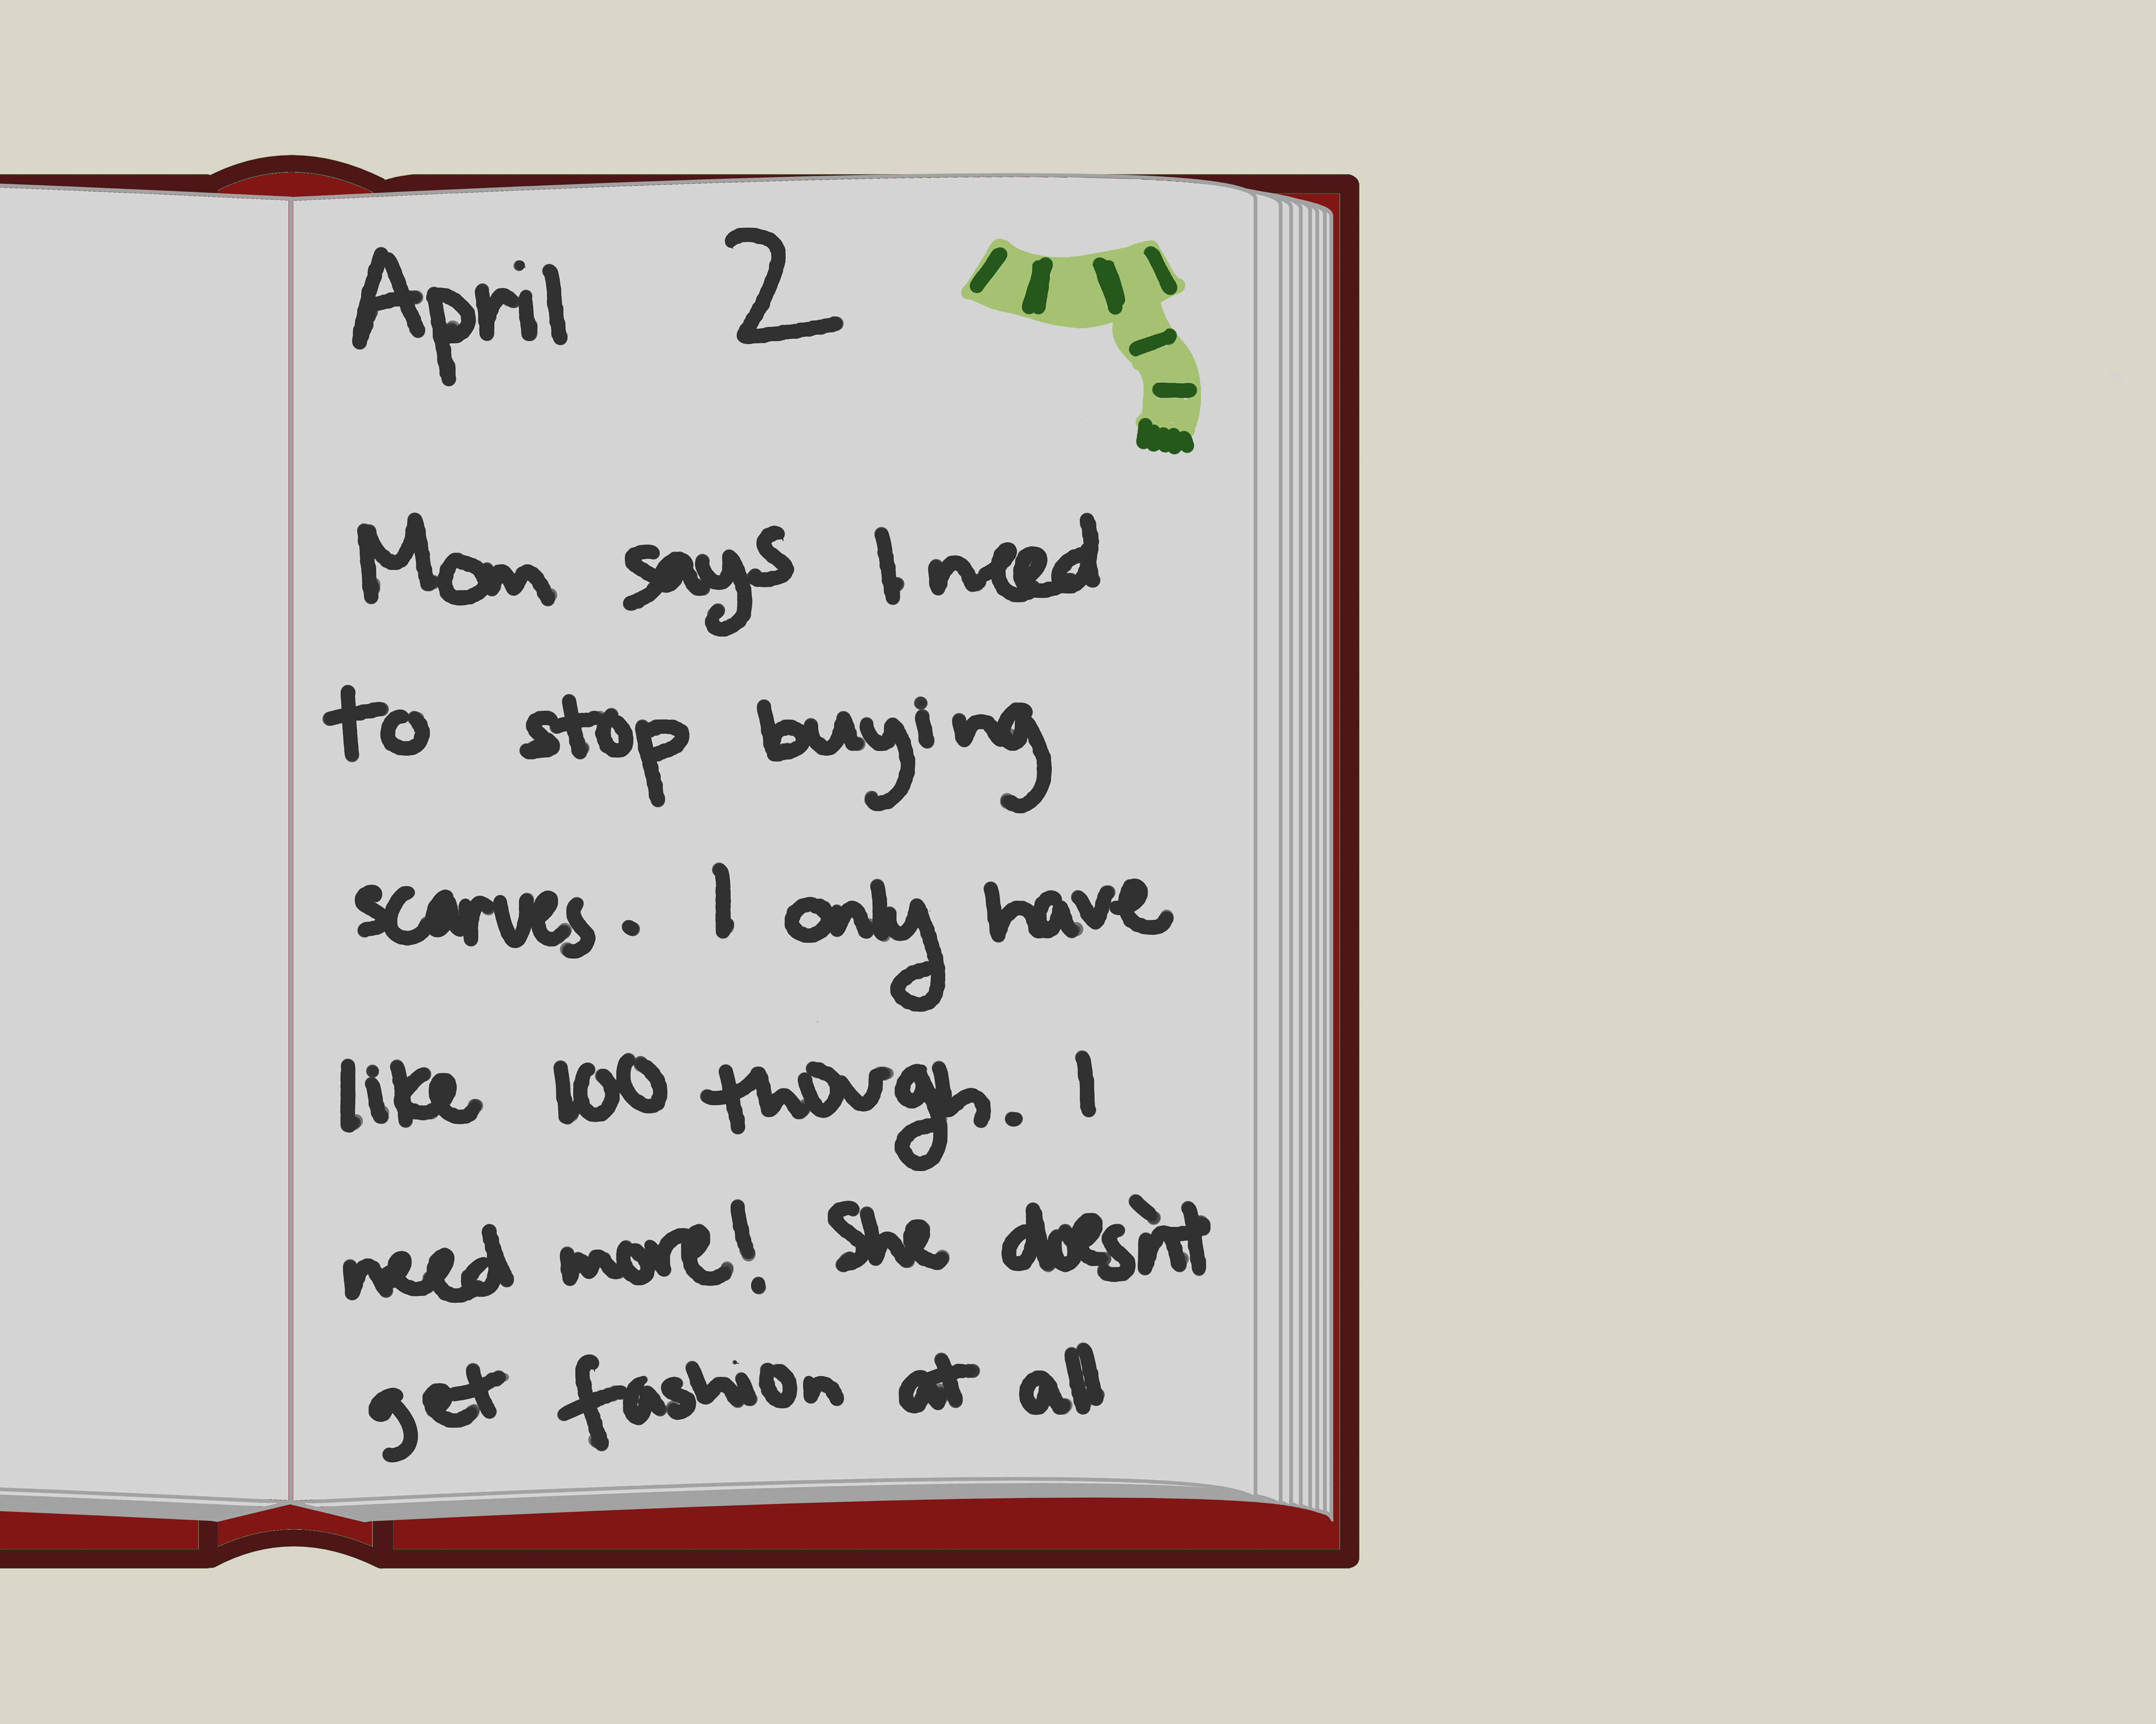 April 2
Mom says I need
to stop buying
scarves. I only have
like 100 though. I
need more! She doesn't
get fashion at all